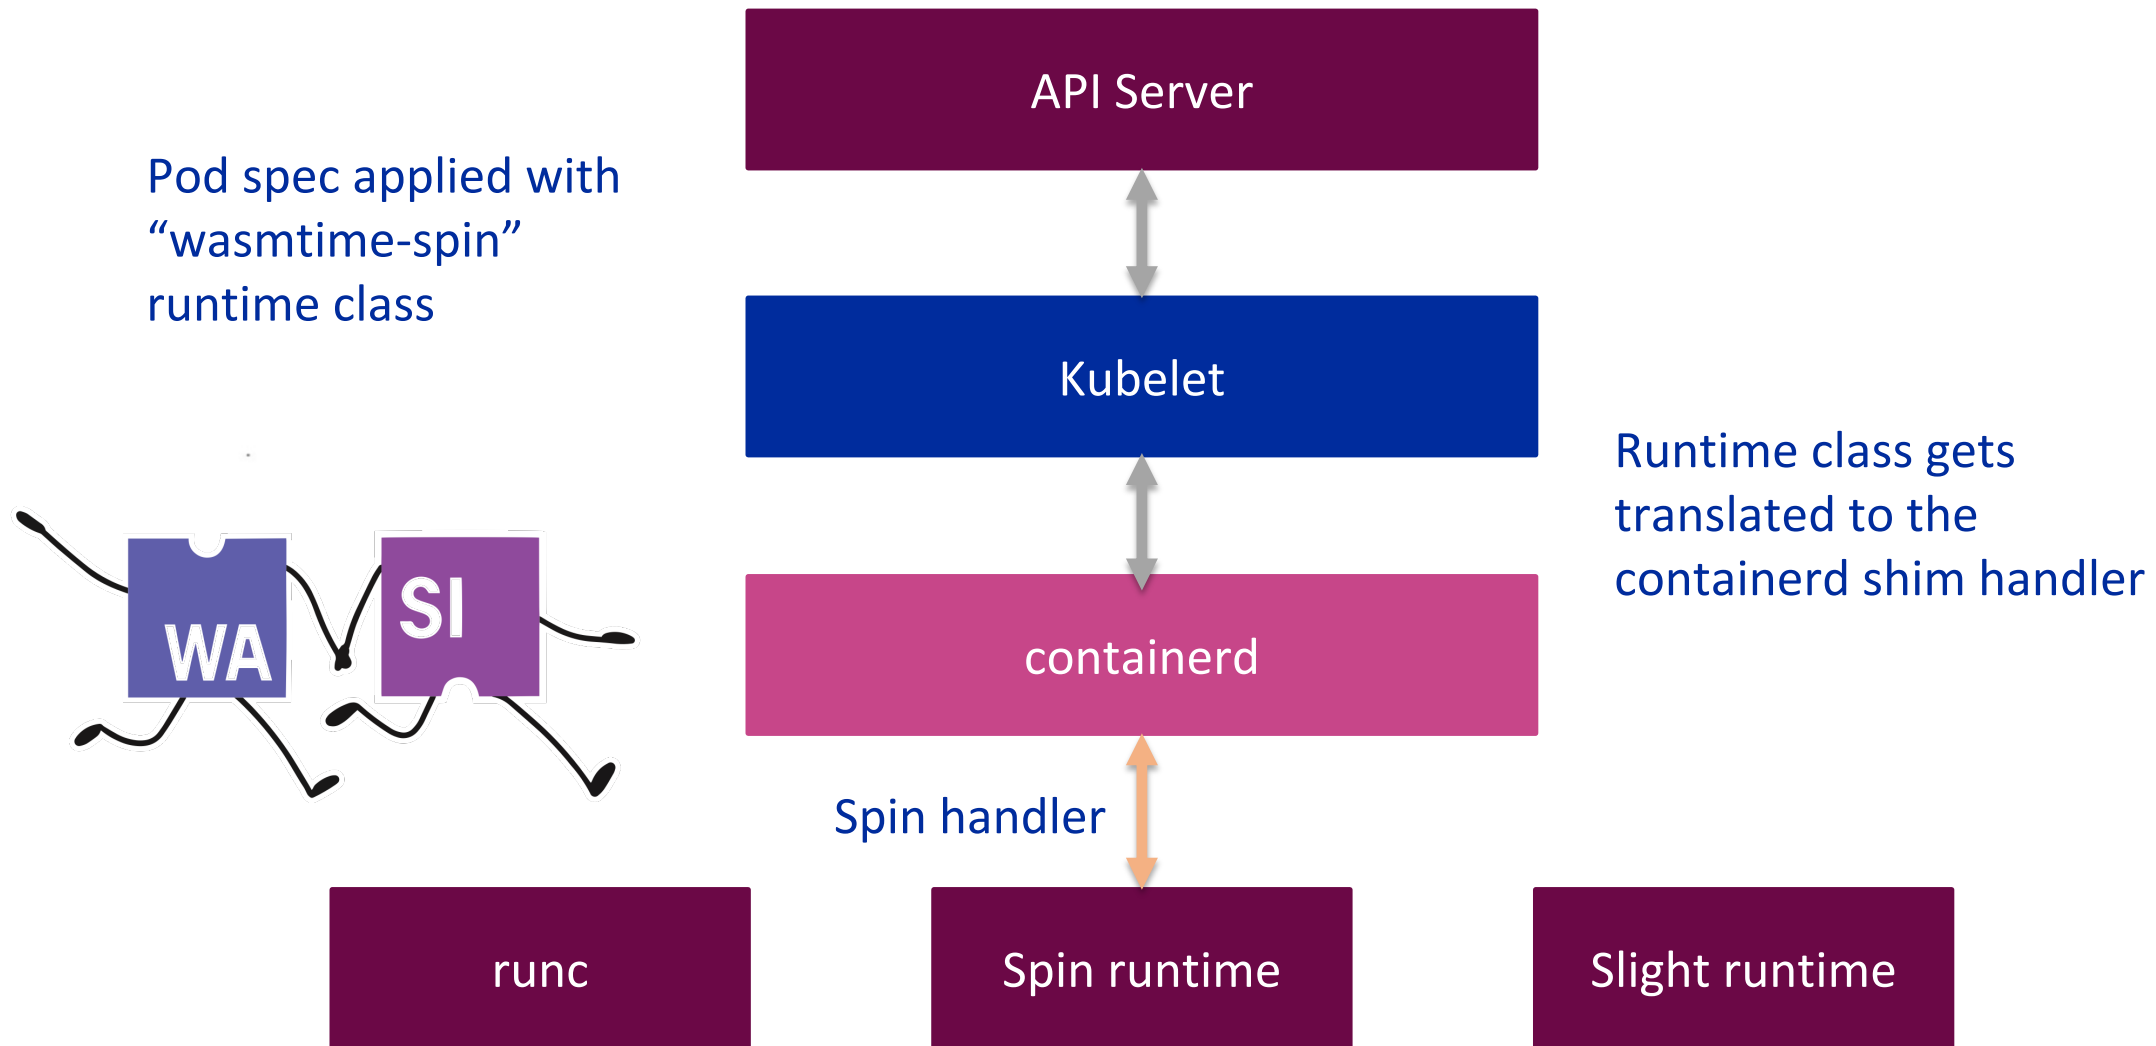 API Server
Pod spec applied with
“wasmtime-spin”
runtime class
Kubelet
Runtime class gets
translated to the
containerd shim handler
WA
SI
containerd
Spin handler
runc
Spin runtime
Slight runtime